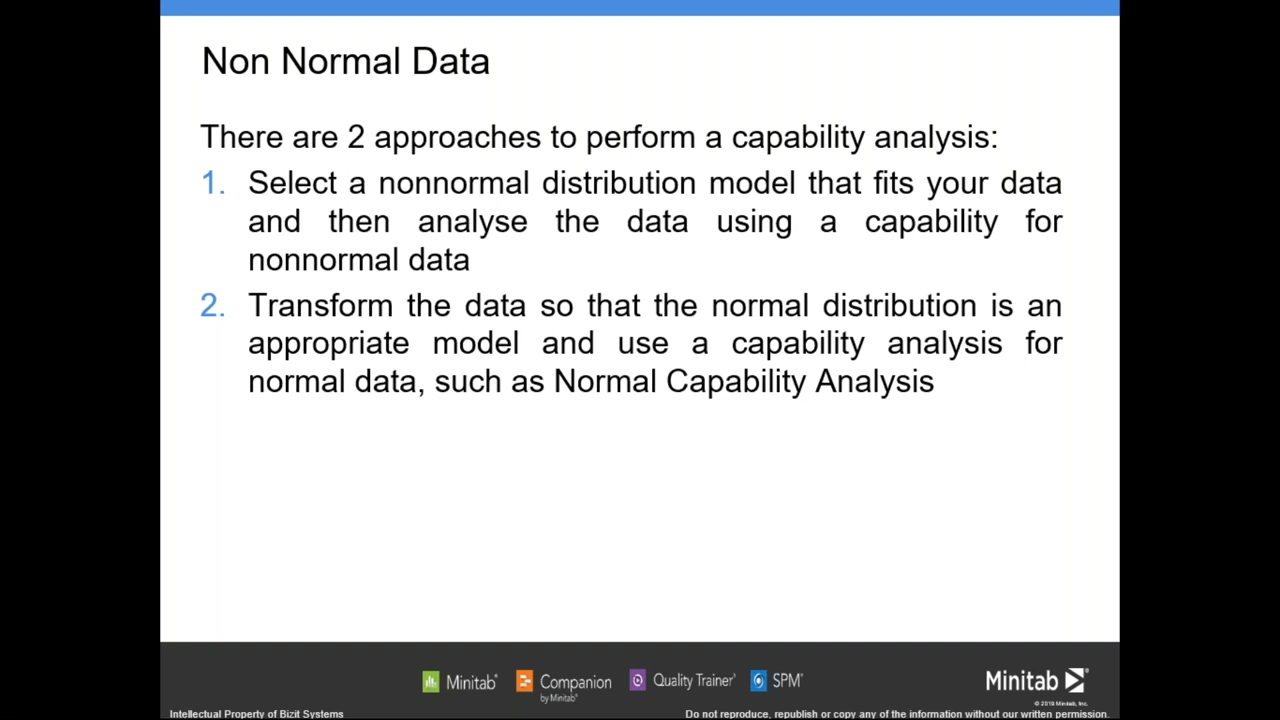 Non Normal Data
There are 2 approaches to perform a capability analysis:
1. Select a nonnormal distribution model that fits your data
and then analyse the data using a capability for
nonnormal data
2. Transform the data so that the normal distribution is an
appropriate model and use a capability analysis for
normal data, such as Normal Capability Analysis
Minitab® Companion Quality Trainer® SPM® Minitab®
by Minitab®
© 2019 Minitab, Inc.
Intellectual Property of Bizit Systems Do not reproduce, republish or copy any of the information without our written permission.